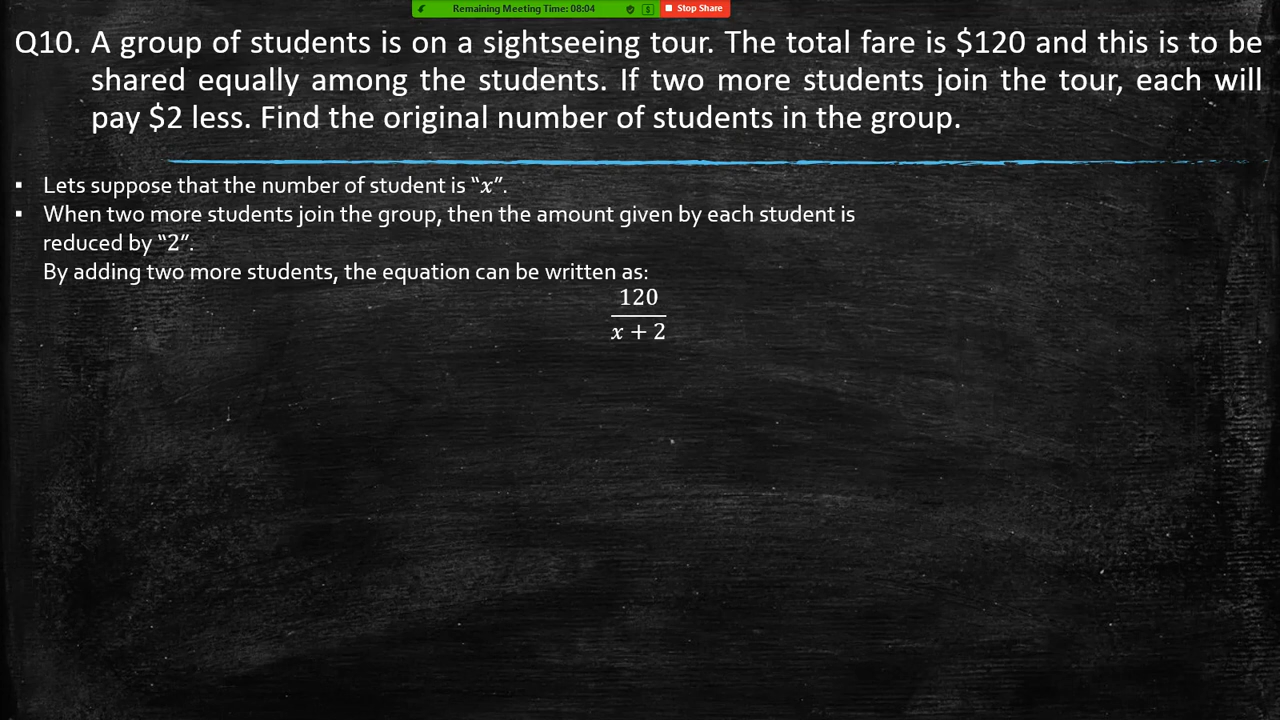 Remaining Meeting Time: 08:04
Stop Share
Q10. A group of students is on a sightseeing tour. The total fare is $120 and this is to be
shared equally among the students. If two more students join the tour, each will
pay $2 less. Find the original number of students in the group.
▪ Lets suppose that the number of student is “x”.
▪ When two more students join the group, then the amount given by each student is
reduced by “2”.
By adding two more students, the equation can be written as:
120
x + 2